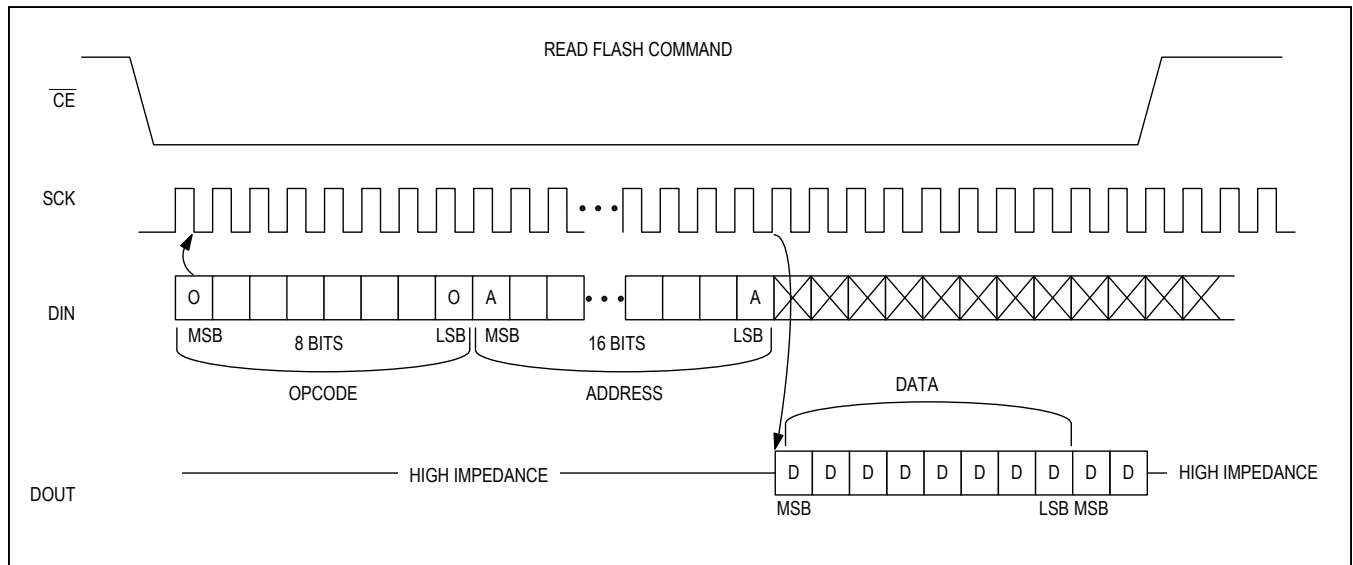 READ FLASH COMMAND
CE
SCK
DIN
O O A • • • A
MSB 8 BITS LSB MSB 16 BITS LSB
OPCODE ADDRESS
DATA
DOUT
HIGH IMPEDANCE D D D D D D D D D D HIGH IMPEDANCE
MSB LSB MSB